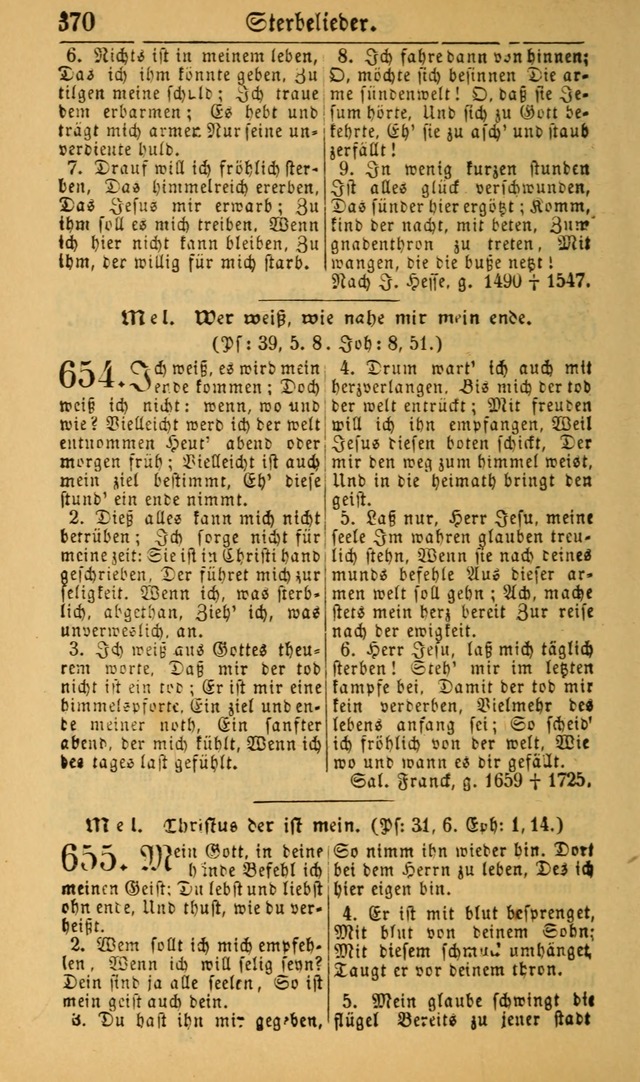 370 Sterbelieder.
6. Nichts ist in meinem leben,
Das ich ihm könnte geben, Zu
tilgen meine schuld; Ich traue
dem erbarmen; Es hebt und
trägt mich armen Nur seine un-
verdiente huld.
7. Drauf will ich fröhlich ster-
ben, Das himmelreich ererben,
Das Jesus mir erwarb; Zu
ihm soll es mich treiben, Wenn
ich hier nicht kann bleiben, Zu
ihm, der willig für mich starb.
8. Ich fahre dann von hinnen;
O, möchte sich besinnen Die ar-
me sündenwelt! O, daß sie Je-
sum hörte, Und sich zu Gott be-
kehrte, Eh' sie zu asch' und staub
zerfällt!
9. In wenig kurzen stunden
Ist alles glück verschwunden,
Das sünder hier ergötzt; Komm,
kind der nacht, mit beten, Zum
gnadenthron zu treten, Mit
wangen, die die buße netzt!
Nach J. Hesse, g. 1490 † 1547.
Mel. Wer weiß, wie nahe mir mein ende.
(Ps: 39, 5. 8. Joh: 8, 51.)
654. Ich weiß, es wird mein
ende kommen; Doch
weiß ich nicht: wenn, wo und
wie? Vielleicht werd ich der welt
entnommen Heut' abend oder
morgen früh; Vielleicht ist auch
mein ziel bestimmt, Eh' diese
stund' ein ende nimmt.
2. Dieß alles kann mich nicht
betrüben; Ich sorge nicht für
meine zeit: Sie ist in Christi hand
geschrieben, Der führet mich zur
seligkeit. Wenn ich, was sterb-
lich, abgethan, Zieh' ich, was
unverweslich, an.
3. Ich weiß aus Gottes theu-
rem worte, Daß mir der tod
nicht ist ein tod; Er ist mir eine
himmelspforte, Ein ziel und en-
de meiner noth, Ein sanfter
abend, der mich kühlt, Wenn ich
des tages last gefühlt.
4. Drum wart' ich auch mit
herzverlangen, Bis mich der tod
der welt entrückt; Mit freuden
will ich ihn empfangen, Weil
Jesus diesen boten schickt, Der
mir den weg zum himmel weist,
Und in die heimath bringt den
geist.
5. Laß nur, Herr Jesu, meine
seele Im wahren glauben treu-
lich stehn, Wenn sie nach deines
munds befehle Aus dieser ar-
men welt soll gehn; Ach, mache
stets mein herz bereit Zur reise
nach der ewigkeit.
6. Herr Jesu, laß mich täglich
sterben! Steh' mir im letzten
kampfe bei, Damit der tod mir
kein verderben, Vielmehr des
lebens anfang sei; So scheid'
ich fröhlich von der welt, Wie
wo und wann es dir gefällt.
Sal. Franck, g. 1659 † 1725.
Mel. Christus der ist mein. (Ps: 31, 6. Eph: 1, 14.)
655. Mein Gott, in deine
hände Befehl ich
meinen Geist; Du lebst und liebst
ohn ende, Und thust, wie du ver-
heißt.
2. Wem sollt ich mich empfeh-
len, Wenn ich will selig seyn?
Dein sind ja alle seelen, So ist
mein geist auch dein.
3. Du hast ihn mir gegeben,
So nimm ihn wieder hin. Dort
bei dem Herrn zu leben, Des ich
hier eigen bin.
4. Er ist mit blut besprenget,
Mit blut von deinem Sohn;
Mit diesem schmuck umhänget,
Taugt er vor deinem thron.
5. Mein glaube schwingt die
flügel Bereits zu jener stadt